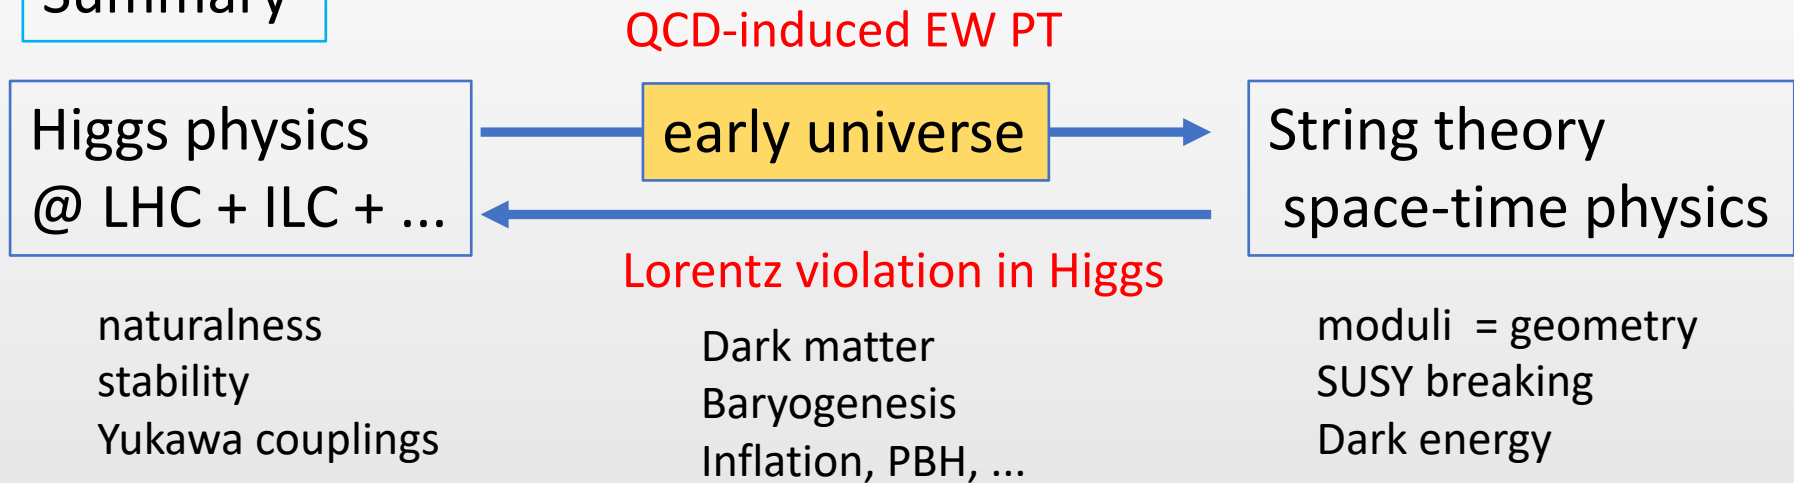 Summary
QCD-induced EW PT
Higgs physics
@ LHC + ILC + ...
early universe
String theory
space-time physics
Lorentz violation in Higgs
naturalness
stability
Yukawa couplings
Dark matter
Baryogenesis
Inflation, PBH, ...
moduli = geometry
SUSY breaking
Dark energy